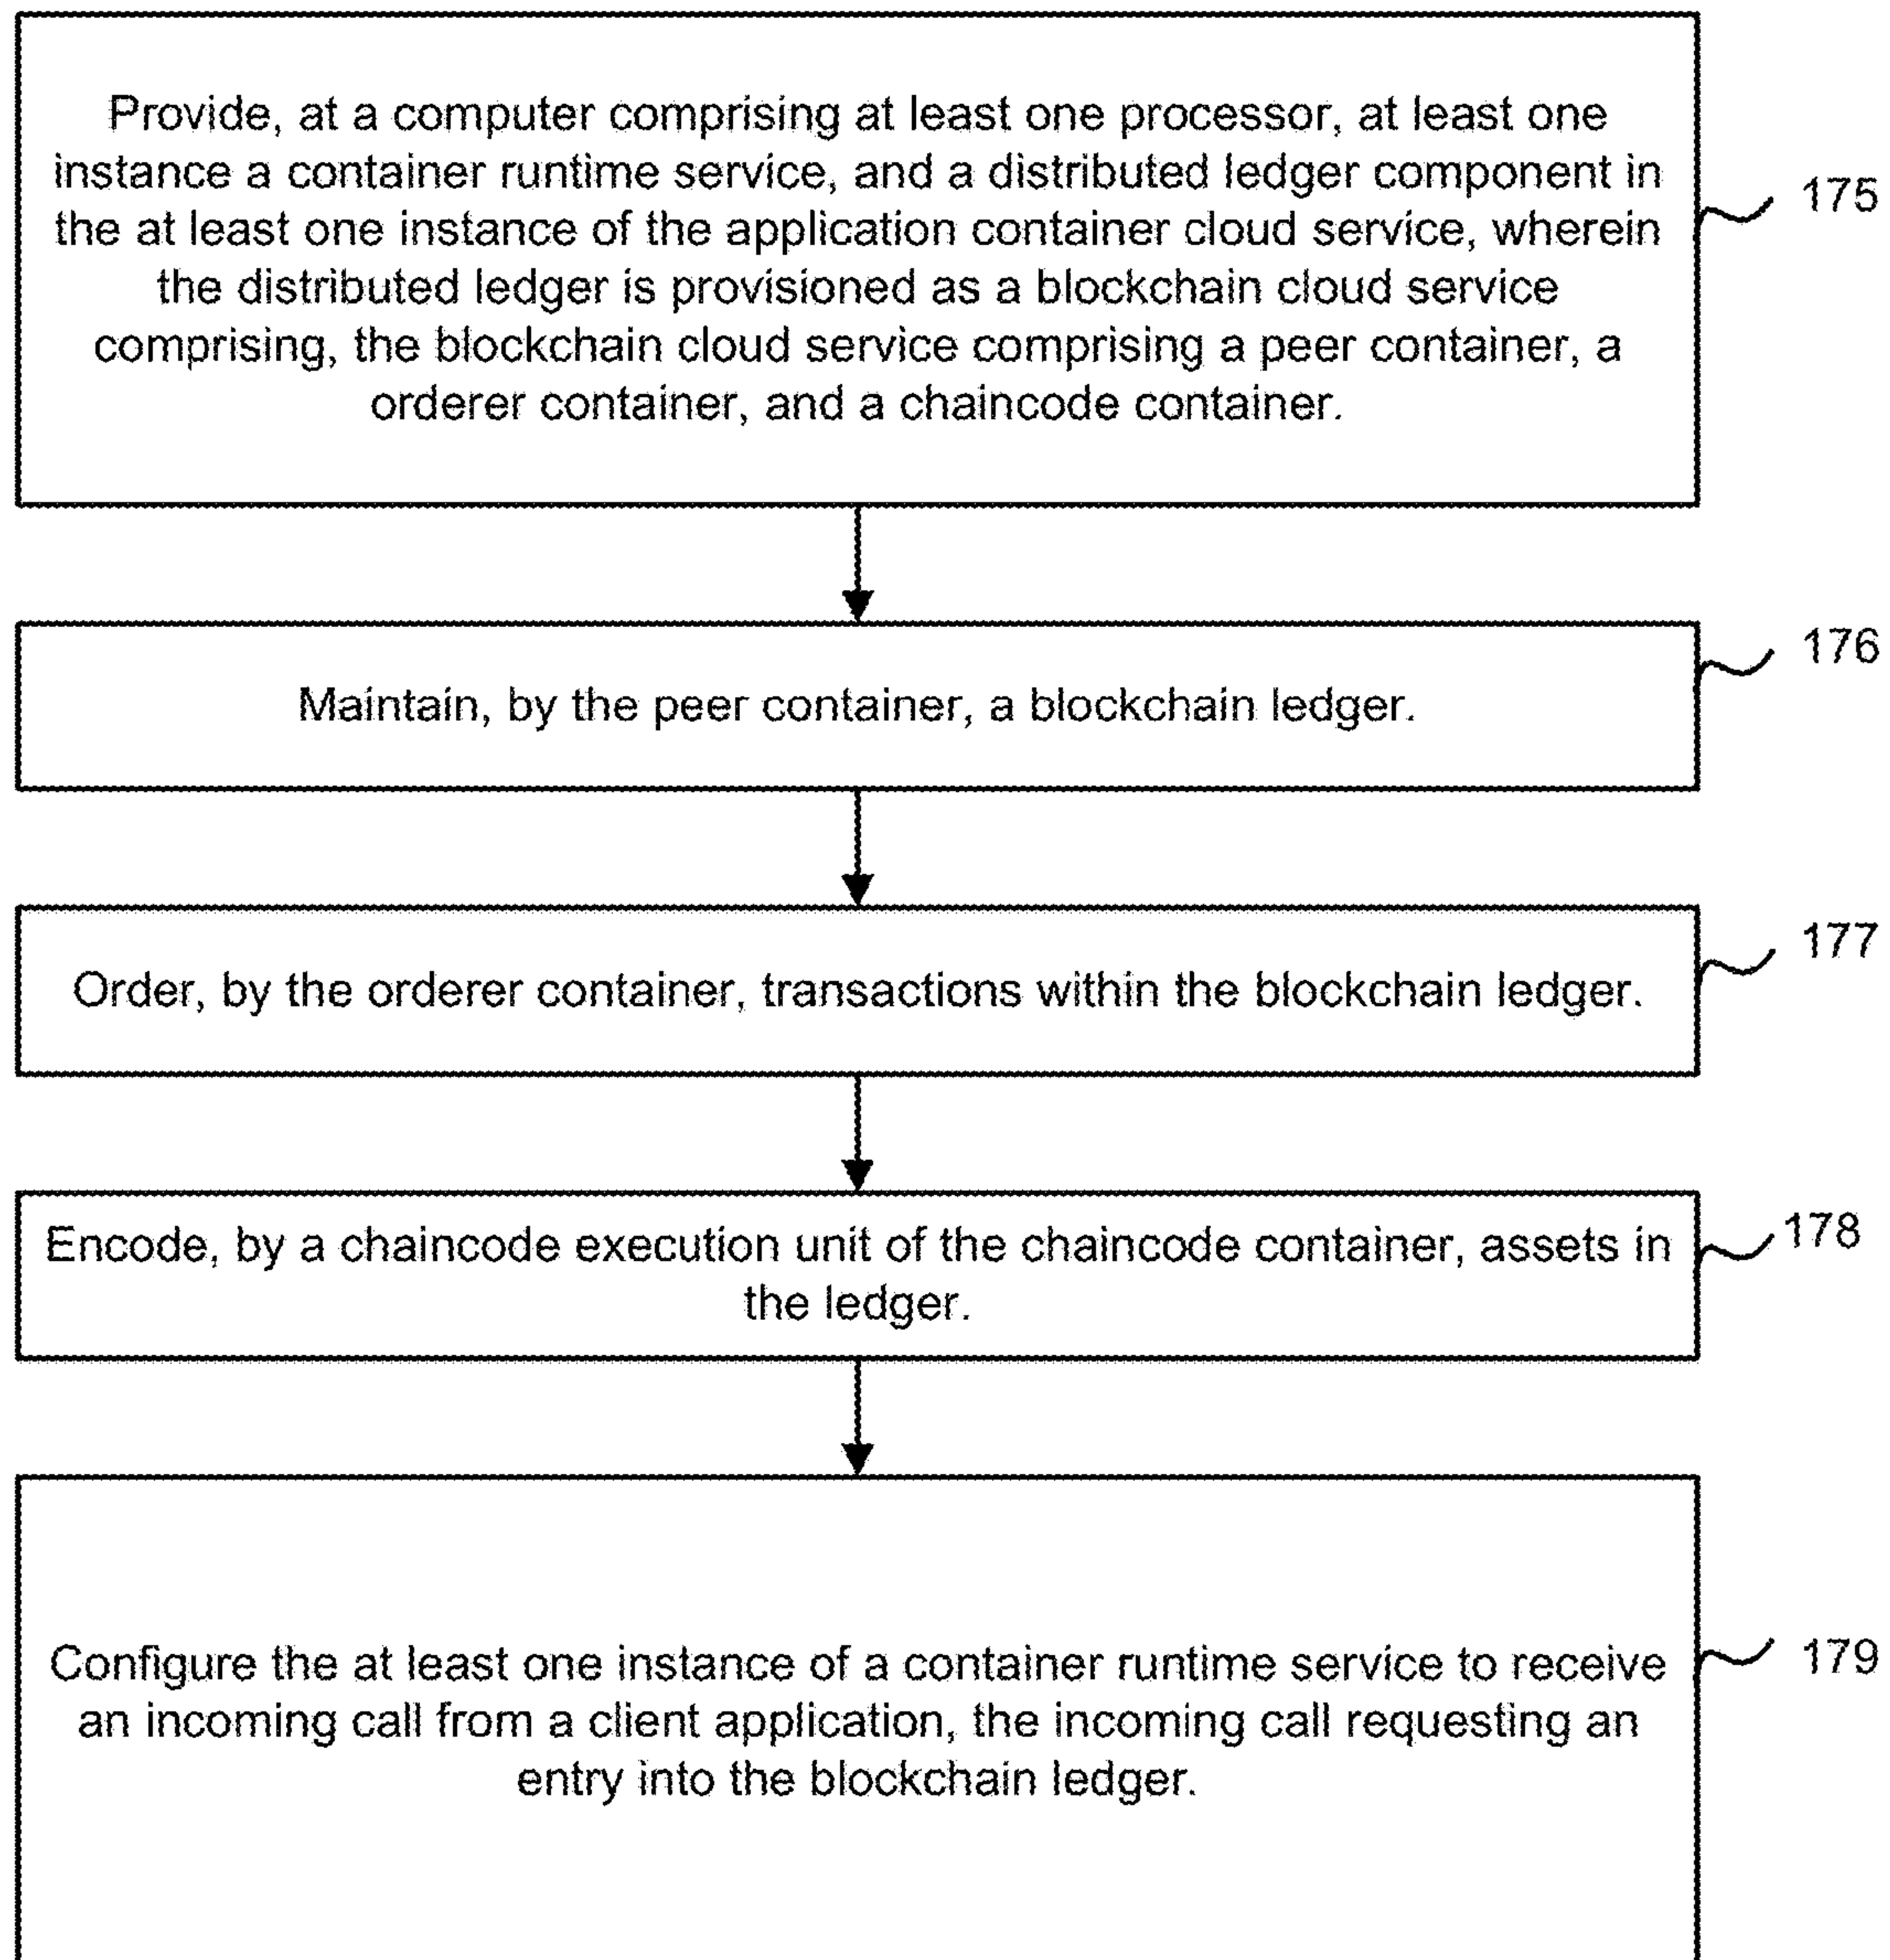 Provide, at a computer comprising at least one processor, at least one
instance a container runtime service, and a distributed ledger component in
the at least one instance of the application container cloud service, wherein
the distributed ledger is provisioned as a blockchain cloud service
comprising, the blockchain cloud service comprising a peer container, a
orderer container, and a chaincode container.
175
Maintain, by the peer container, a blockchain ledger.
176
Order, by the orderer container, transactions within the blockchain ledger.
177
Encode, by a chaincode execution unit of the chaincode container, assets in
the ledger.
178
Configure the at least one instance of a container runtime service to receive
an incoming call from a client application, the incoming call requesting an
entry into the blockchain ledger.
179